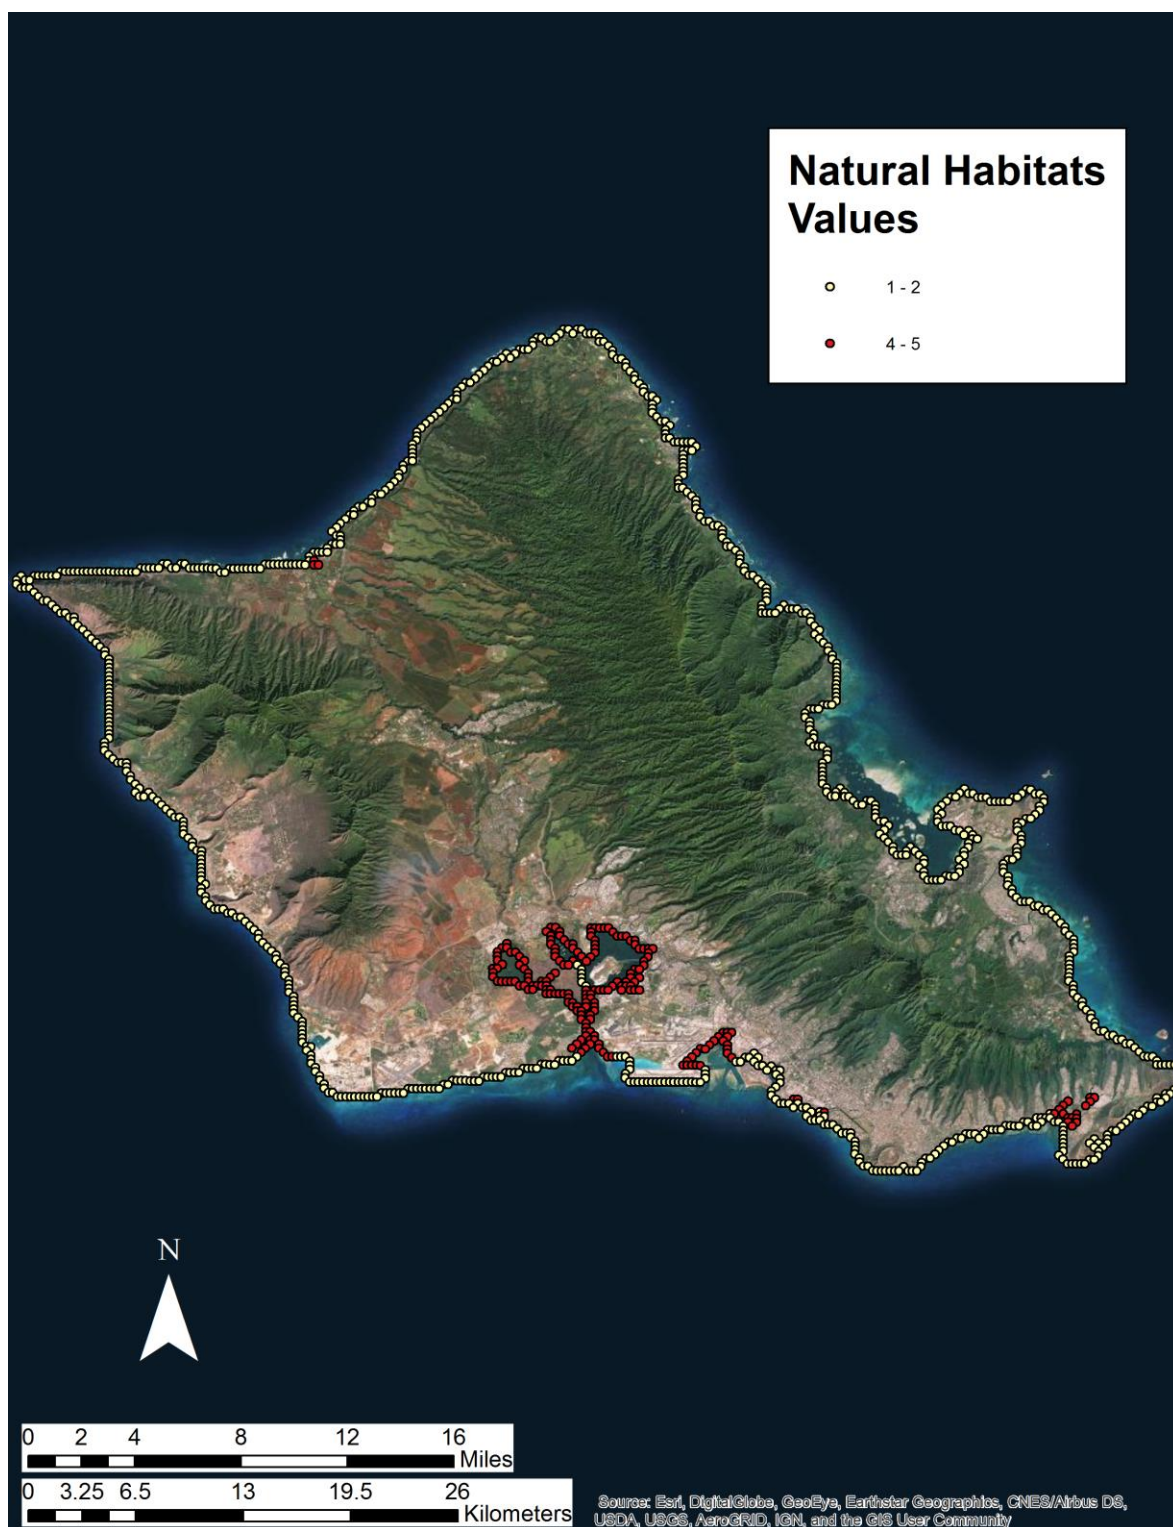 Natural Habitats
Values
1 - 2
4 - 5
N
0 2 4 8 12 16
Miles
0 3.25 6.5 13 19.5 26
Kilometers
Source: Esri, DigitalGlobe, GeoEye, Earthstar Geographics, CNES/Airbus DS,
USDA, USGS, AeroGRID, IGN, and the GIS User Community